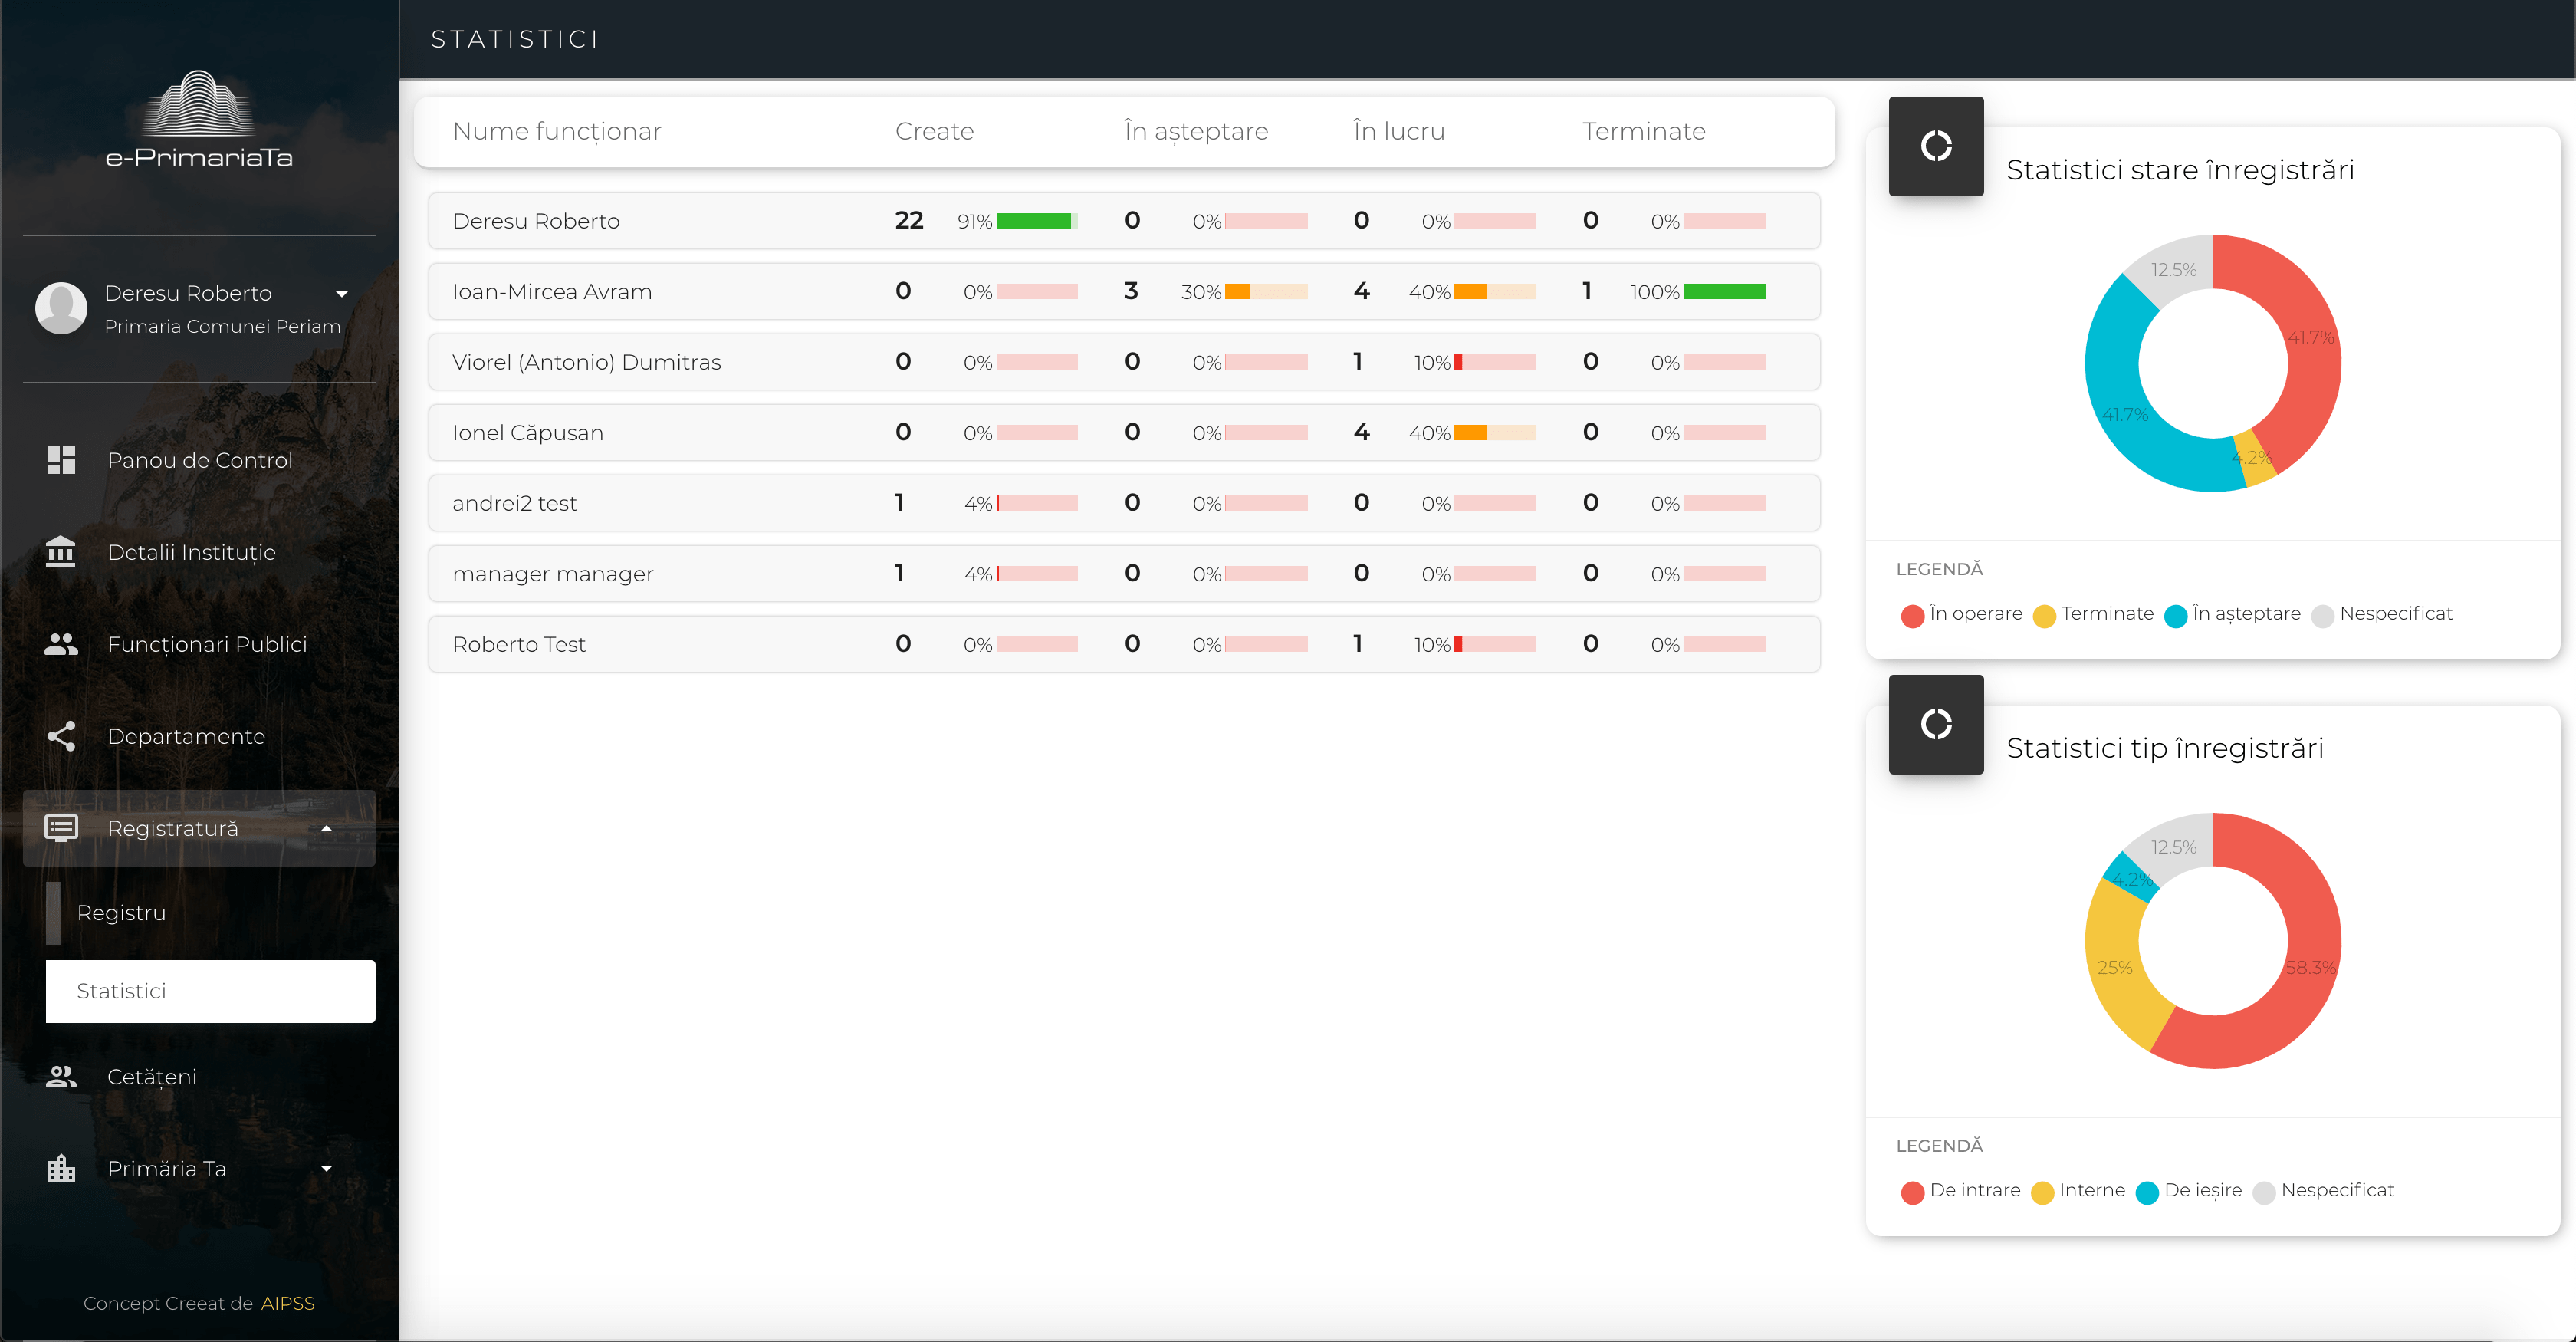 e-PrimariaTa
Deresu Roberto
Primaria Comunei Periam
Panou de Control
Detalii Instituție
Funcționari Publici
Departamente
Registratură
Registru
Statistici
Cetățeni
Primăria Ta
Concept Creeat de AIPSS
STATISTICI
Nume funcționar Create În așteptare În lucru Terminate
Deresu Roberto 22 91% 0 0% 0 0% 0 0%
Ioan-Mircea Avram 0 0% 3 30% 4 40% 1 100%
Viorel (Antonio) Dumitras 0 0% 0 0% 1 10% 0 0%
Ionel Căpusan 0 0% 0 0% 4 40% 0 0%
andrei2 test 1 4% 0 0% 0 0% 0 0%
manager manager 1 4% 0 0% 0 0% 0 0%
Roberto Test 0 0% 0 0% 1 10% 0 0%
Statistici stare înregistrări
12.5%
41.7%
41.7%
4.2%
LEGENDĂ
În operare Terminate În așteptare Nespecificat
Statistici tip înregistrări
12.5%
4.2%
25%
58.3%
LEGENDĂ
De intrare Interne De ieșire Nespecificat